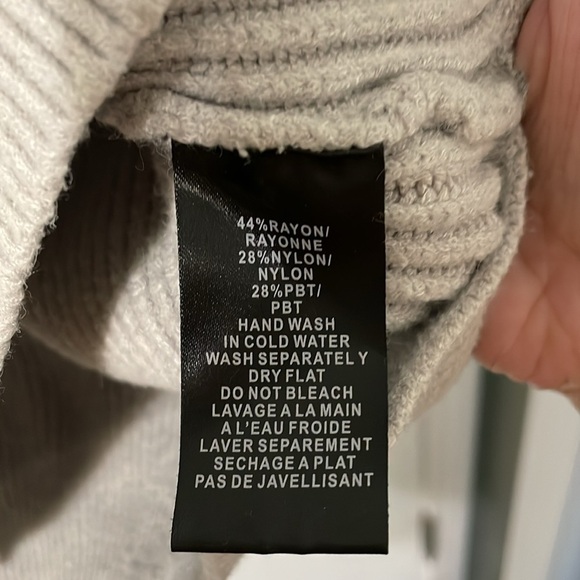 44%RAYON/
RAYONNE
28%NYLON/
NYLON
28%PBT/
PBT
HAND WASH
IN COLD WATER
WASH SEPARATELY
DRY FLAT
DO NOT BLEACH
LAVAGE A LA MAIN
A L'EAU FROIDE
LAVER SEPAREMENT
SECHAGE A PLAT
PAS DE JAVELLISANT